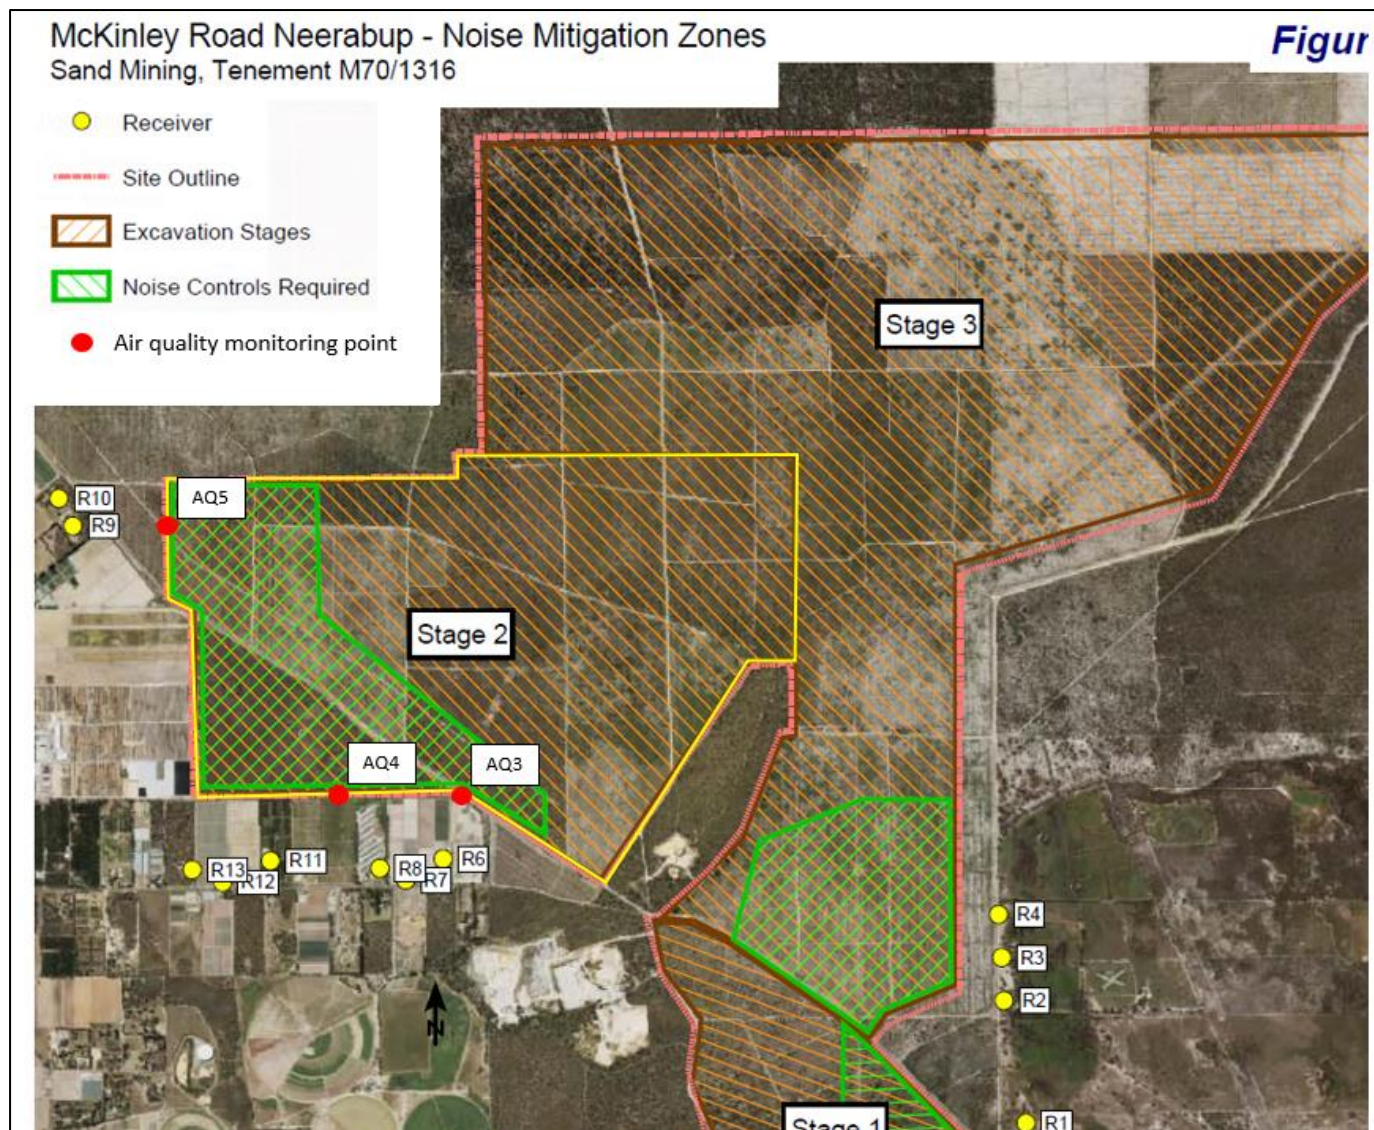 McKinley Road Neerabup - Noise Mitigation Zones
Figur
Sand Mining, Tenement M70/1316
Receiver
Site Outline
Excavation Stages
Noise Controls Required
Air quality monitoring point
Stage 3
R10
AQ5
R9
Stage 2
AQ4
AQ3
R13
R12
R11
R8
R7
R6
R4
R3
R2
N
Stage 1
R1